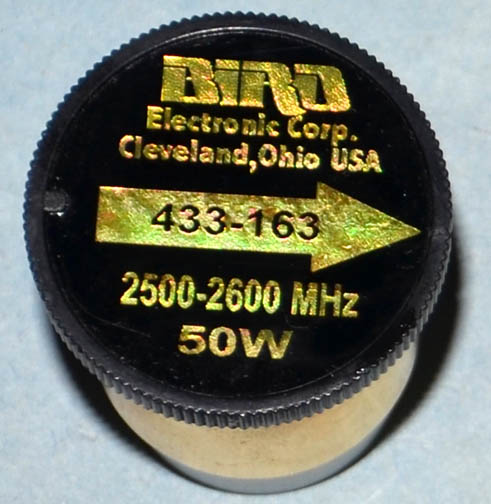 BIRD
Electronic Corp.
Cleveland,Ohio USA
433-163
2500-2600 MHz
50W